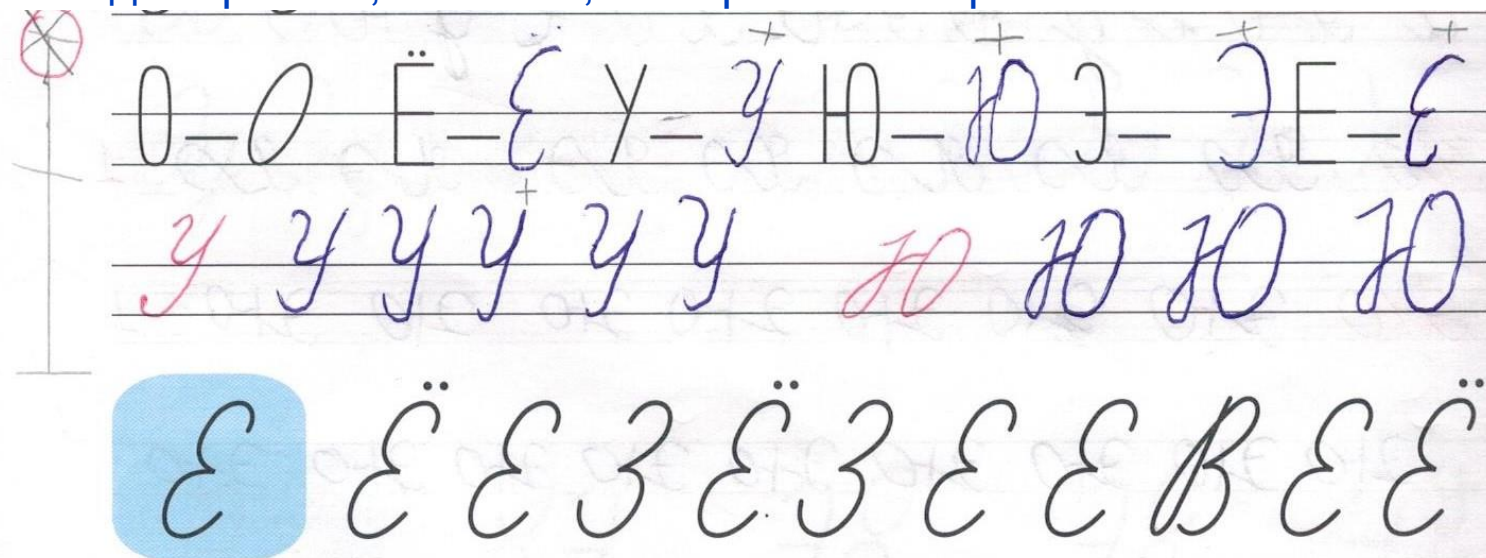 О—О Ё—Ё У—У Ю—Ю Э—Э Е—Е
У У У У У У Ю Ю Ю Ю
Е Ё Е З Ё З Е Е В Е Ё